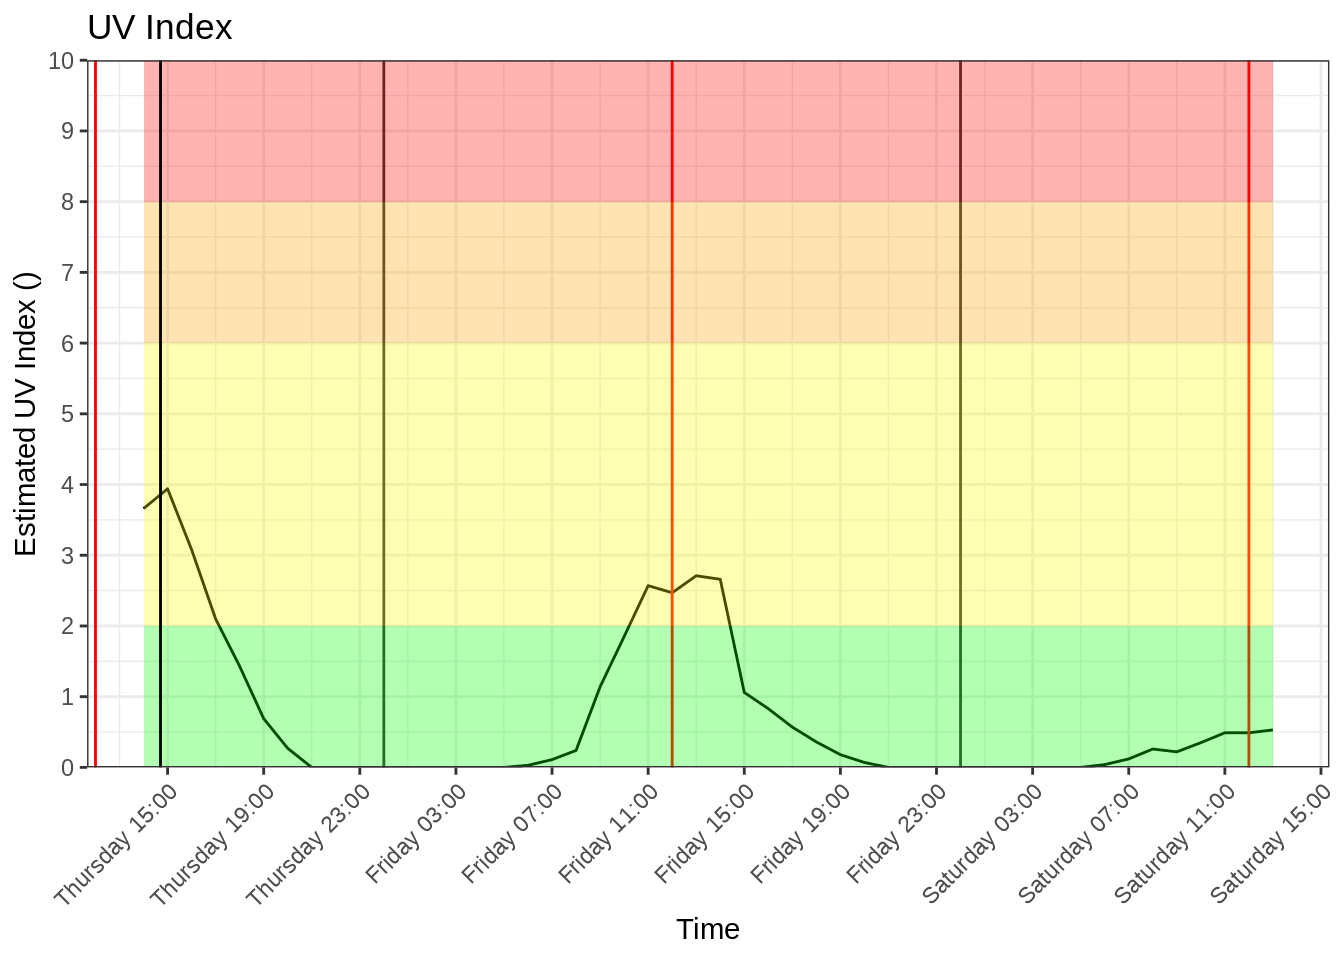 UV Index
Estimated UV Index ()
10
9
8
7
6
5
4
3
2
1
0
Thursday 15:00
Thursday 19:00
Thursday 23:00
Friday 03:00
Friday 07:00
Friday 11:00
Friday 15:00
Friday 19:00
Friday 23:00
Saturday 03:00
Saturday 07:00
Saturday 11:00
Saturday 15:00
Time